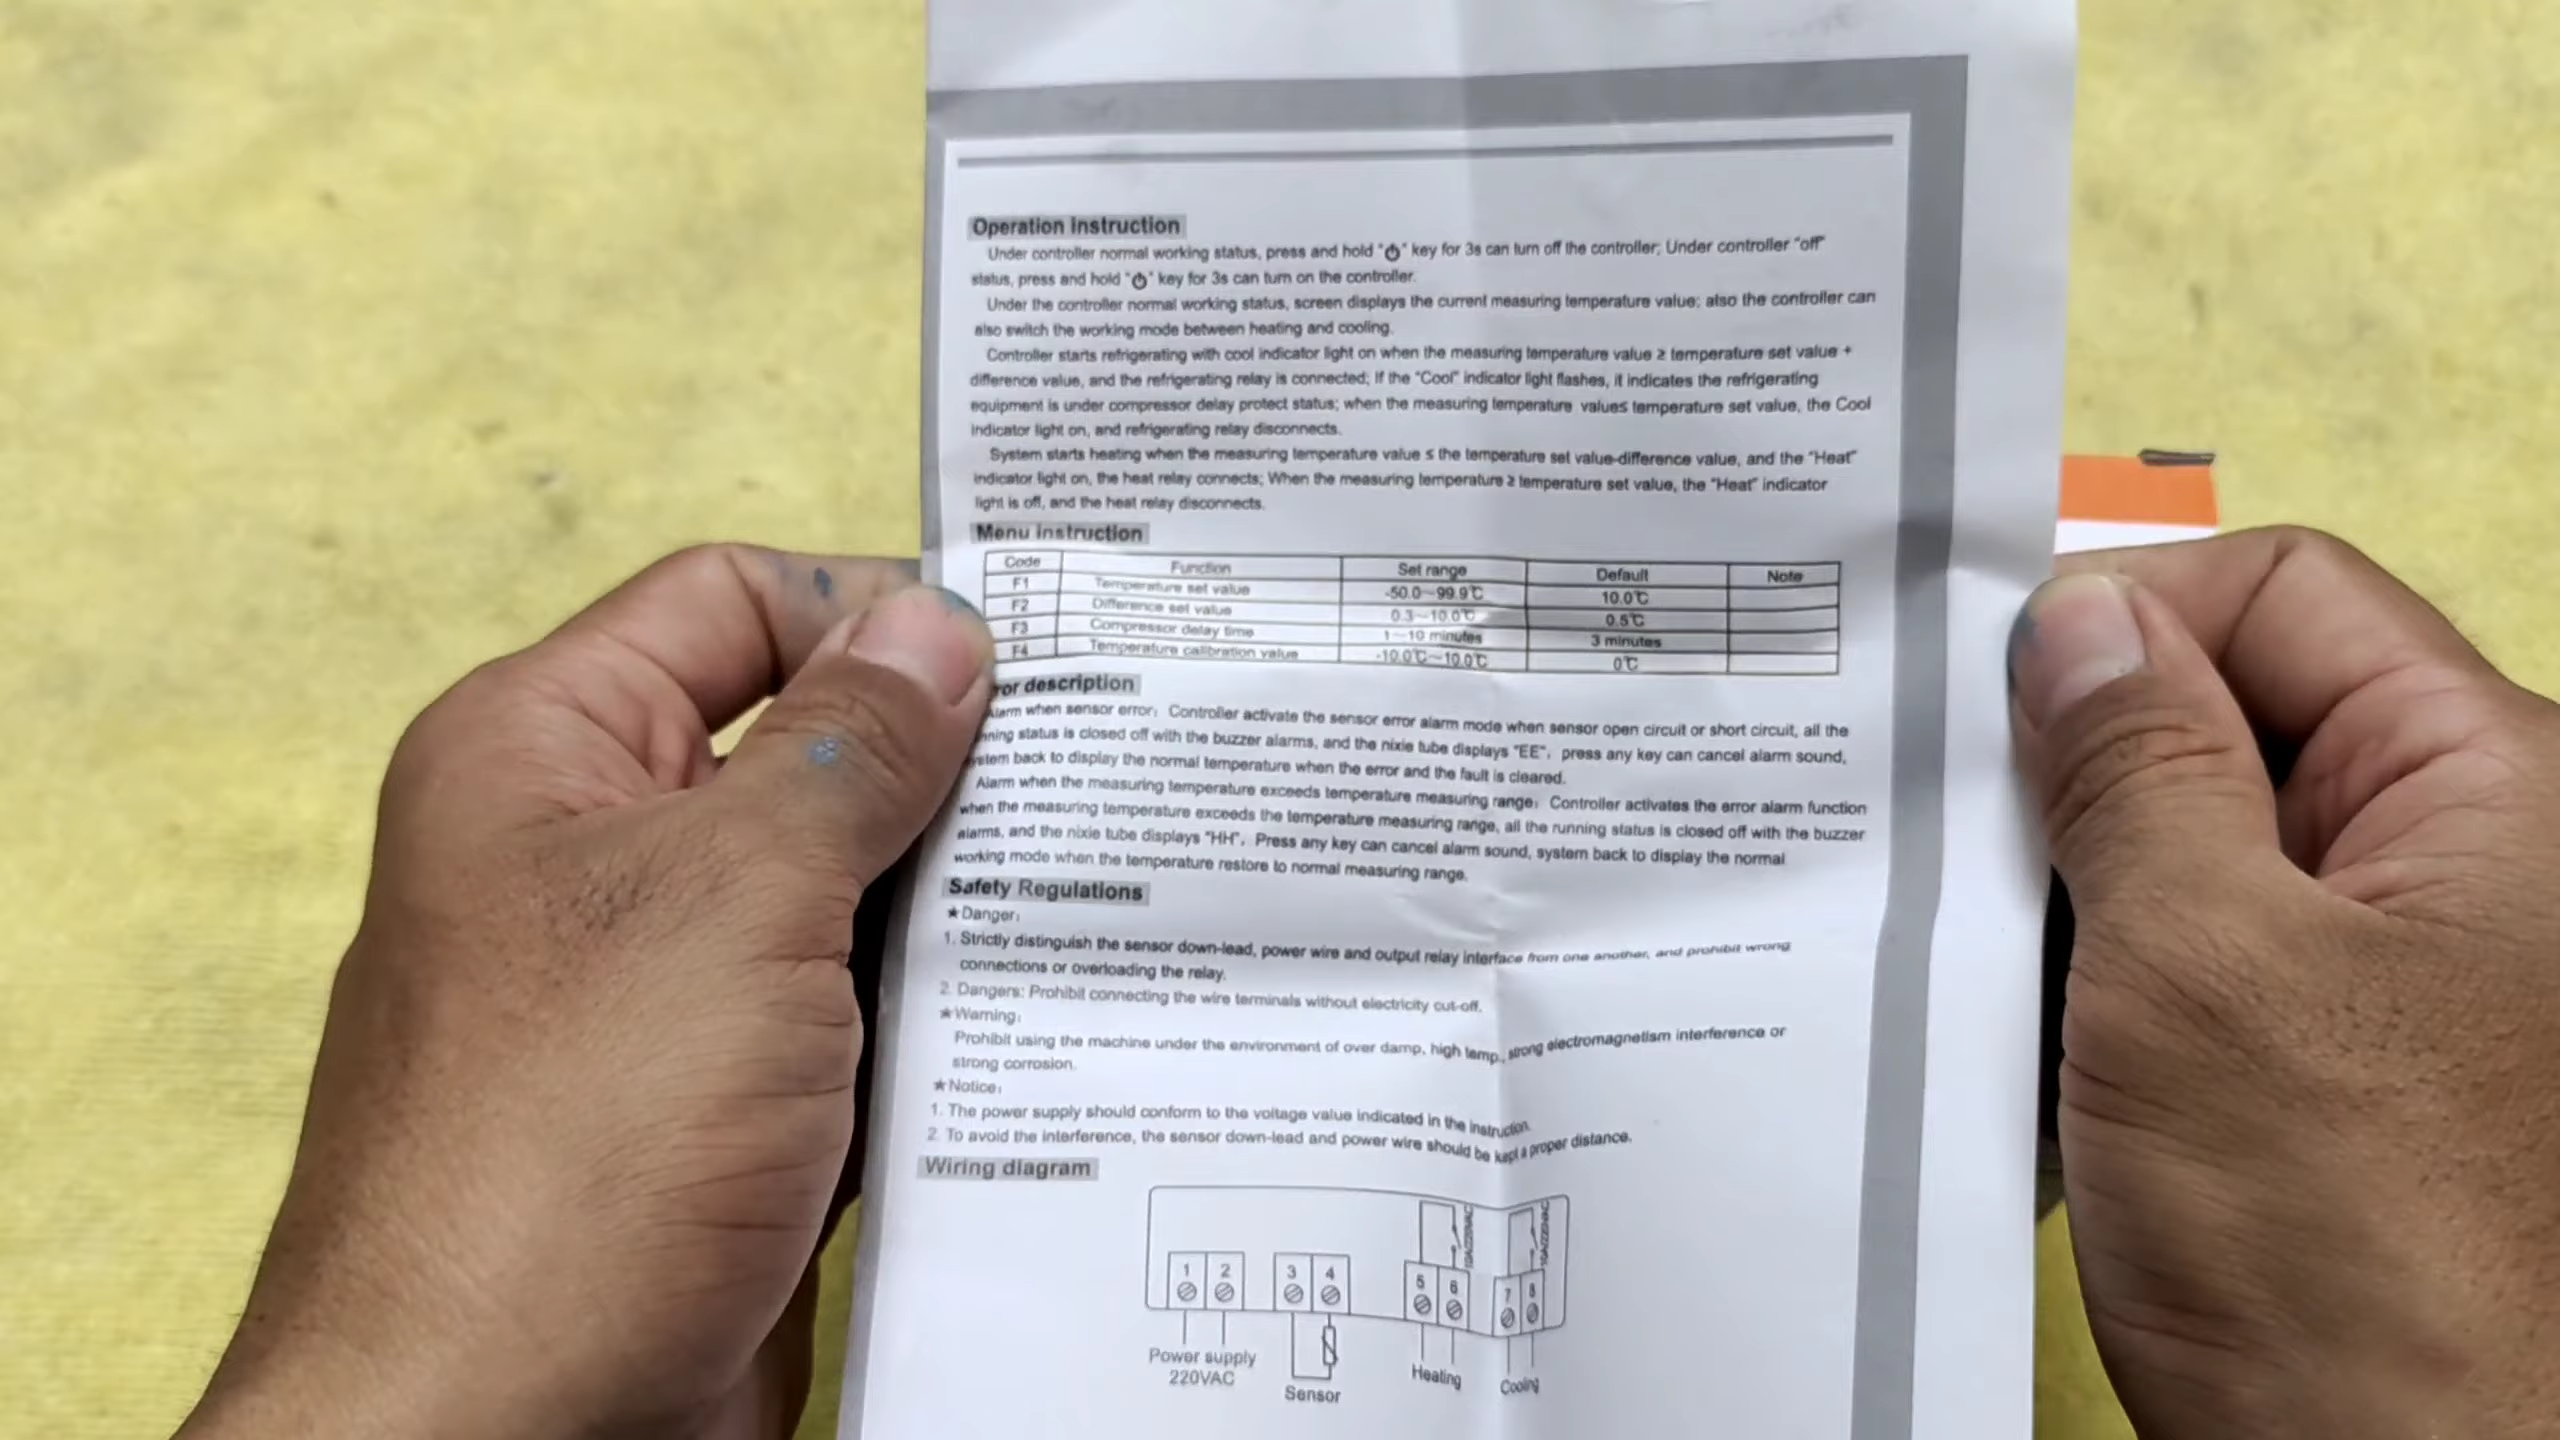 Operation Instruction
Under controller normal working status, press and hold "⏻" key for 3s can turn off the controller; Under controller "off"
status, press and hold "⏻" key for 3s can turn on the controller.
Under the controller normal working status, screen displays the current measuring temperature value; also the controller can
also switch the working mode between heating and cooling.
Controller starts refrigerating with cool indicator light on when the measuring temperature value ≥ temperature set value +
difference value, and the refrigerating relay is connected; If the "Cool" indicator light flashes, it indicates the refrigerating
equipment is under compressor delay protect status; when the measuring temperature value≤ temperature set value, the Cool
indicator light on, and refrigerating relay disconnects.
System starts heating when the measuring temperature value ≤ the temperature set value-difference value, and the "Heat"
indicator light on, the heat relay connects; When the measuring temperature ≥ temperature set value, the "Heat" indicator
light is off, and the heat relay disconnects.
Menu instruction
Code Function Set range Default Note
F1 Temperature set value -50.0~99.9℃ 10.0℃
F2 Difference set value 0.3~10.0℃ 0.5℃
F3 Compressor delay time 1~10 minutes 3 minutes
F4 Temperature calibration value -10.0℃~10.0℃ 0℃
ror description
Alarm when sensor error: Controller activate the sensor error alarm mode when sensor open circuit or short circuit, all the
nning status is closed off with the buzzer alarms, and the nixie tube displays "EE", press any key can cancel alarm sound,
ystem back to display the normal temperature when the error and the fault is cleared.
Alarm when the measuring temperature exceeds temperature measuring range: Controller activates the error alarm function
when the measuring temperature exceeds the temperature measuring range, all the running status is closed off with the buzzer
alarms, and the nixie tube displays "HH". Press any key can cancel alarm sound, system back to display the normal
working mode when the temperature restore to normal measuring range.
Safety Regulations
★Danger:
1. Strictly distinguish the sensor down-lead, power wire and output relay interface from one another, and prohibit wrong
connections or overloading the relay.
2. Dangers: Prohibit connecting the wire terminals without electricity cut-off.
★Warning:
Prohibit using the machine under the environment of over damp, high temp., strong electromagnetism interference or
strong corrosion.
★Notice:
1. The power supply should conform to the voltage value indicated in the instruction.
2. To avoid the interference, the sensor down-lead and power wire should be kept a proper distance.
Wiring diagram
10A/220VAC 10A/220VAC
1 2 3 4 5 6 7 8
Power supply
220VAC
Sensor
Heating
Cooling